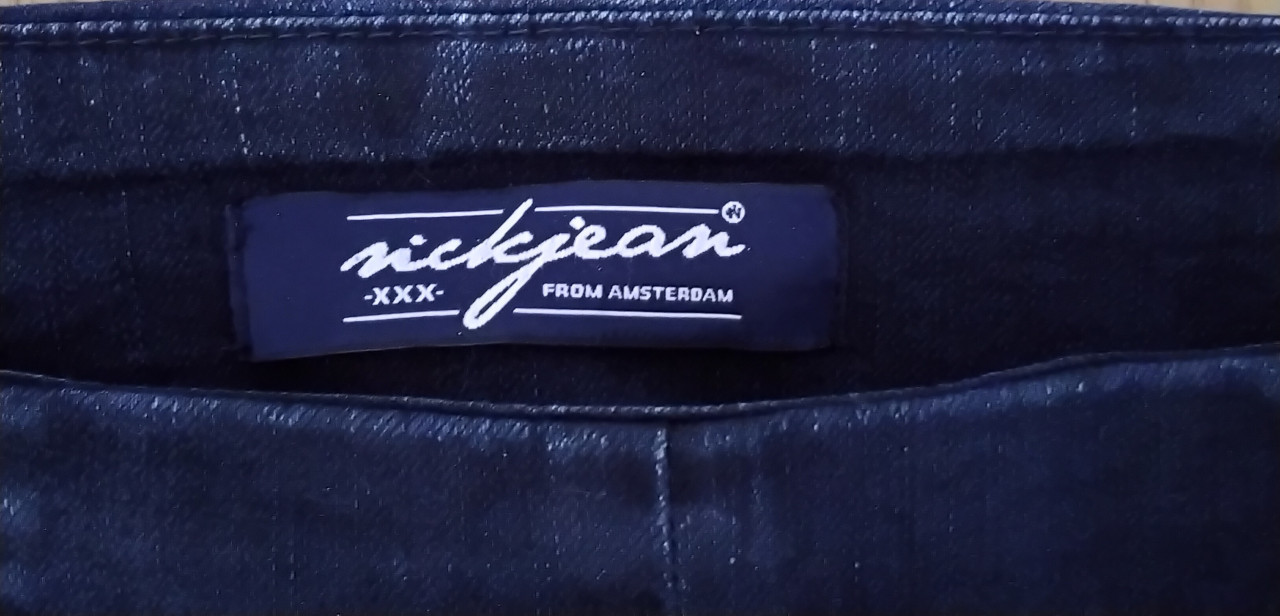 nickjean
-XXX- FROM AMSTERDAM